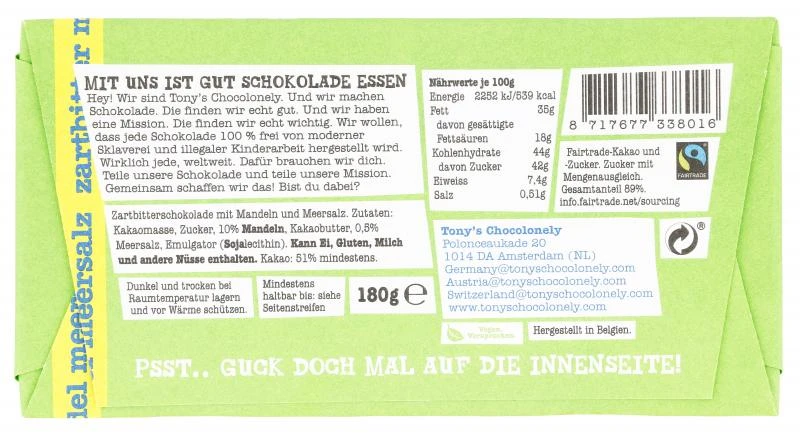 MIT UNS IST GUT SCHOKOLADE ESSEN
Hey! Wir sind Tony's Chocolonely. Und wir machen
Schokolade. Die finden wir echt gut. Und wir haben
eine Mission. Die finden wir echt wichtig. Wir wollen,
dass jede Schokolade 100 % frei von moderner
Sklaverei und illegaler Kinderarbeit hergestellt wird.
Wirklich jede, weltweit. Dafür brauchen wir dich.
Teile unsere Schokolade und teile unsere Mission.
Gemeinsam schaffen wir das! Bist du dabei?
Zartbitterschokolade mit Mandeln und Meersalz. Zutaten:
Kakaomasse, Zucker, 10% Mandeln, Kakaobutter, 0,5%
Meersalz, Emulgator (Sojalecithin). Kann Ei, Gluten, Milch
und andere Nüsse enthalten. Kakao: 51% mindestens.
Dunkel und trocken bei
Raumtemperatur lagern
und vor Wärme schützen.
Mindestens
haltbar bis: siehe
Seitenstreifen
180g ℮
Nährwerte je 100g
Energie 2252 kJ/539 kcal
Fett 35g
davon gesättigte
Fettsäuren 18g
Kohlenhydrate 44g
davon Zucker 42g
Eiweiss 7,4g
Salz 0,51g
8 717677 338016
Fairtrade-Kakao und
-Zucker. Zucker mit
Mengenausgleich.
Gesamtanteil 89%.
info.fairtrade.net/sourcing
FAIRTRADE
Tony's Chocolonely
Polonceaukade 20
1014 DA Amsterdam (NL)
Germany@tonyschocolonely.com
Austria@tonyschocolonely.com
Switzerland@tonyschocolonely.com
www.tonyschocolonely.com
®
Vegan.
Versprochen.
Hergestellt in Belgien.
PSST.. GUCK DOCH MAL AUF DIE INNENSEITE!
meersalz